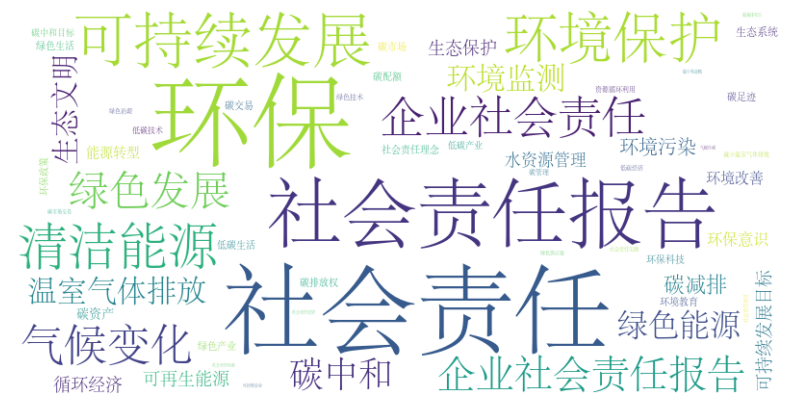 碳中和目标
绿色生活
可持续发展
碳市场
生态保护
环境保护
生态系统
生态文明
环保
碳配额
环境监测
资源循环利用
碳足迹
绿色技术
碳交易
低碳技术
能源转型
企业社会责任
社会责任理念
低碳产业
环境污染
环保政策
绿色发展
水资源管理
碳管理
低碳经济
环境改善
社会责任报告
清洁能源
低碳生活
环保意识
环保科技
温室气体排放
碳排放权
社会责任
碳减排
环境教育
碳资产
气候变化
绿色产业
绿色能源
可持续发展目标
循环经济
可再生能源
碳中和
企业社会责任报告